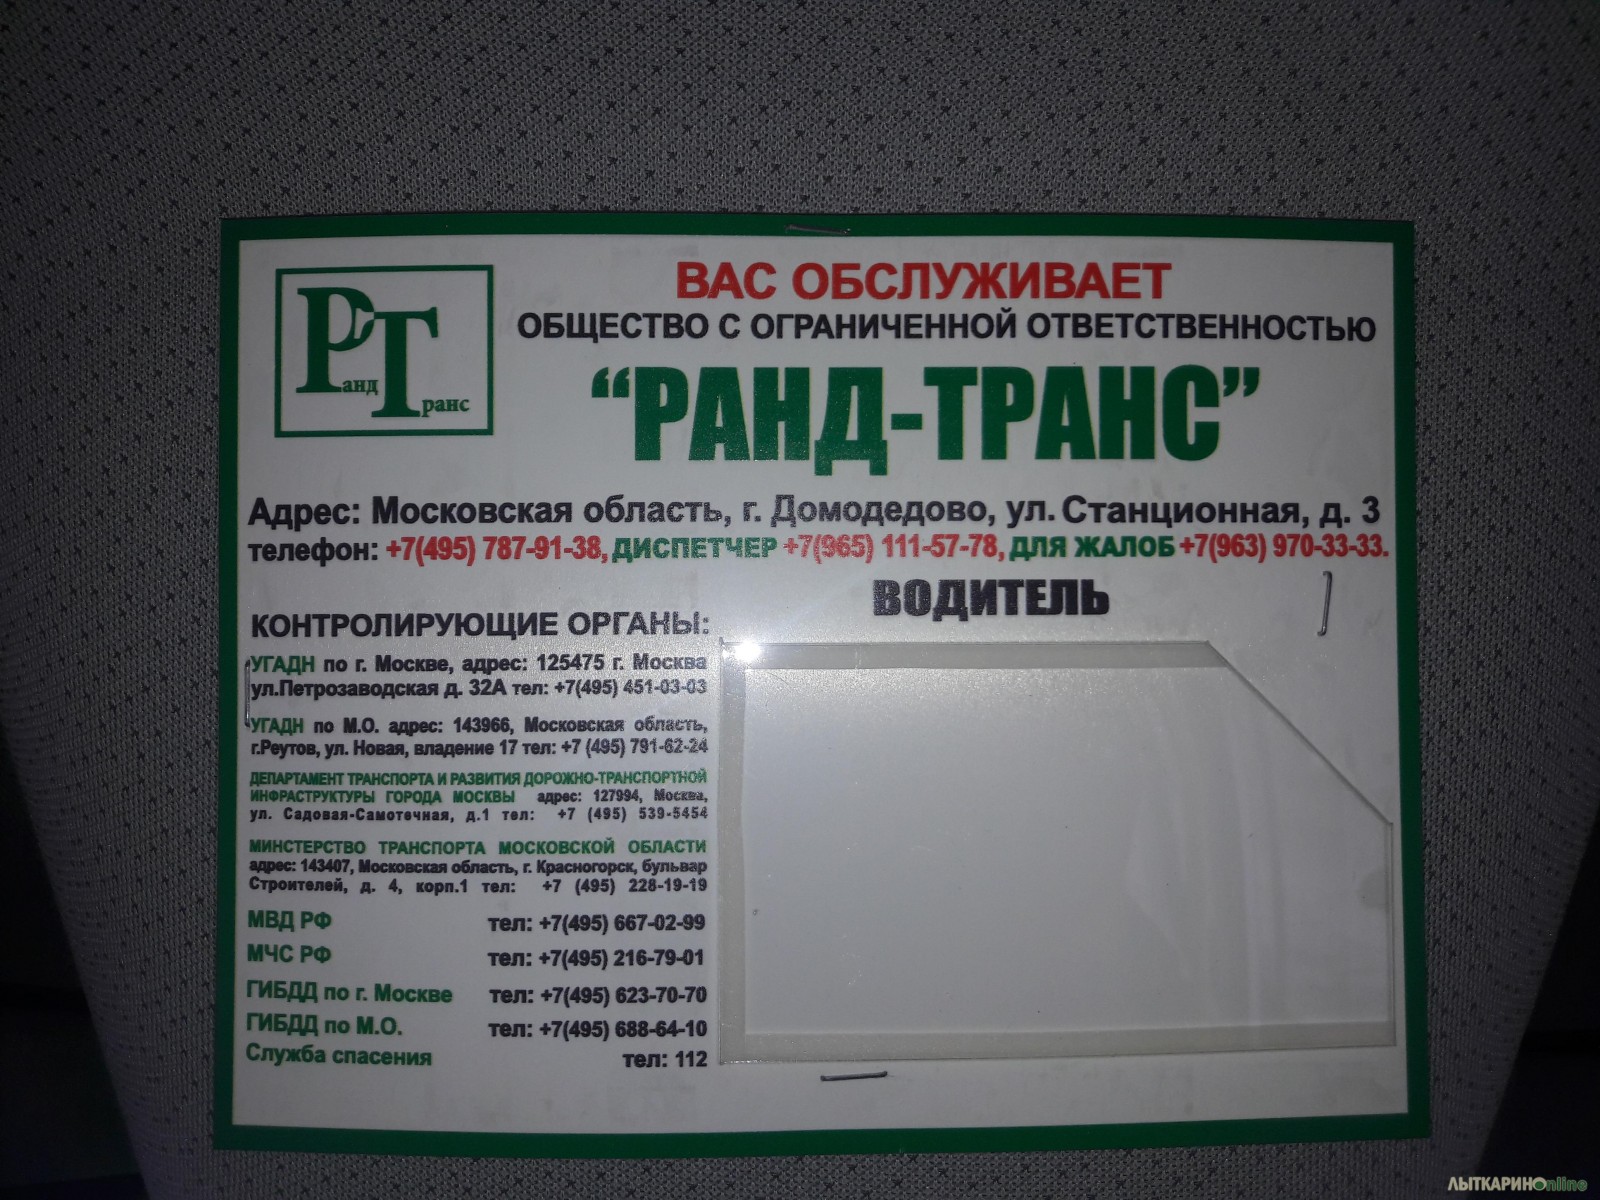 Ранд Транс
ВАС ОБСЛУЖИВАЕТ
ОБЩЕСТВО С ОГРАНИЧЕННОЙ ОТВЕТСТВЕННОСТЬЮ
“РАНД-ТРАНС”
Адрес: Московская область, г. Домодедово, ул. Станционная, д. 3
телефон: +7(495) 787-91-38, ДИСПЕТЧЕР +7(965) 111-57-78, ДЛЯ ЖАЛОБ +7(963) 970-33-33.
ВОДИТЕЛЬ
КОНТРОЛИРУЮЩИЕ ОРГАНЫ:
УГАДН по г. Москве, адрес: 125475 г. Москва
ул.Петрозаводская д. 32А тел: +7(495) 451-03-03
УГАДН по М.О. адрес: 143966, Московская область,
г.Реутов, ул. Новая, владение 17 тел: +7 (495) 791-62-24
ДЕПАРТАМЕНТ ТРАНСПОРТА И РАЗВИТИЯ ДОРОЖНО-ТРАНСПОРТНОЙ
ИНФРАСТРУКТУРЫ ГОРОДА МОСКВЫ адрес: 127994, Москва,
ул. Садовая-Самотечная, д.1 тел: +7 (495) 539-5454
МИНСТЕРСТВО ТРАНСПОРТА МОСКОВСКОЙ ОБЛАСТИ
адрес: 143407, Московская область, г. Красногорск, бульвар
Строителей, д. 4, корп.1 тел: +7 (495) 228-19-19
МВД РФ тел: +7(495) 667-02-99
МЧС РФ тел: +7(495) 216-79-01
ГИБДД по г. Москве тел: +7(495) 623-70-70
ГИБДД по М.О. тел: +7(495) 688-64-10
Служба спасения тел: 112
ЛЫТКАРИНОonline